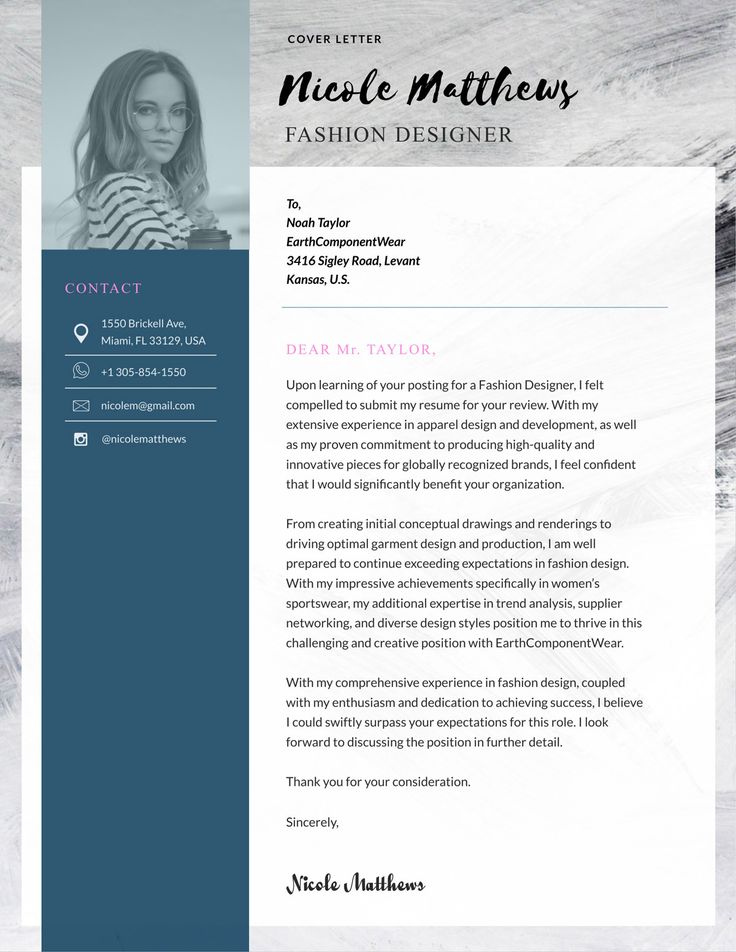 COVER LETTER
Nicole Matthews
FASHION DESIGNER
CONTACT
1550 Brickell Ave,
Miami, FL 33129, USA
+1 305-854-1550
nicolem@gmail.com
@nicolematthews
To,
Noah Taylor
EarthComponentWear
3416 Sigley Road, Levant
Kansas, U.S.
DEAR Mr. TAYLOR,
Upon learning of your posting for a Fashion Designer, I felt
compelled to submit my resume for your review. With my
extensive experience in apparel design and development, as well
as my proven commitment to producing high-quality and
innovative pieces for globally recognized brands, I feel confident
that I would significantly benefit your organization.
From creating initial conceptual drawings and renderings to
driving optimal garment design and production, I am well
prepared to continue exceeding expectations in fashion design.
With my impressive achievements specifically in women's
sportswear, my additional expertise in trend analysis, supplier
networking, and diverse design styles position me to thrive in this
challenging and creative position with EarthComponentWear.
With my comprehensive experience in fashion design, coupled
with my enthusiasm and dedication to achieving success, I believe
I could swiftly surpass your expectations for this role. I look
forward to discussing the position in further detail.
Thank you for your consideration.
Sincerely,
Nicole Matthews